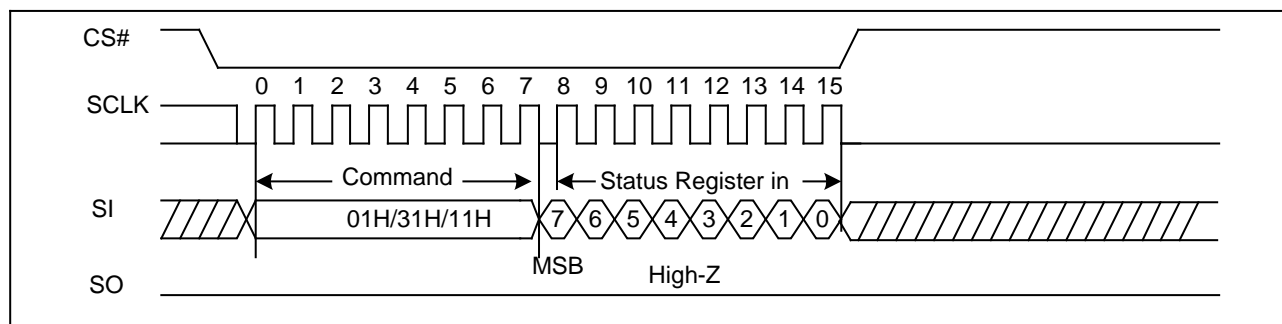 CS#
0 1 2 3 4 5 6 7 8 9 10 11 12 13 14 15
SCLK
Command Status Register in
SI 01H/31H/11H 7 6 5 4 3 2 1 0
MSB High-Z
SO